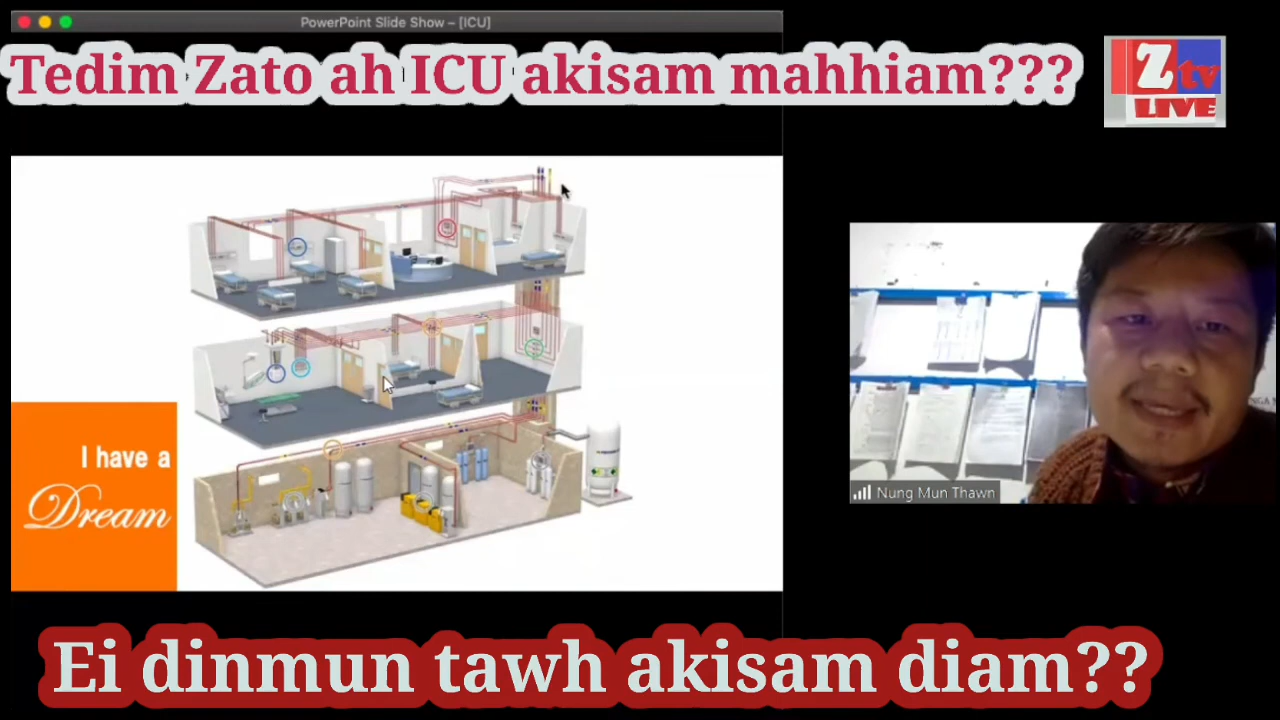 PowerPoint Slide Show – [ICU]
Tedim Zato ah ICU akisam mahhiam???
Z tv
LIVE
I have a
Dream
Nung Mun Thawn
Ei dinmun tawh akisam diam??